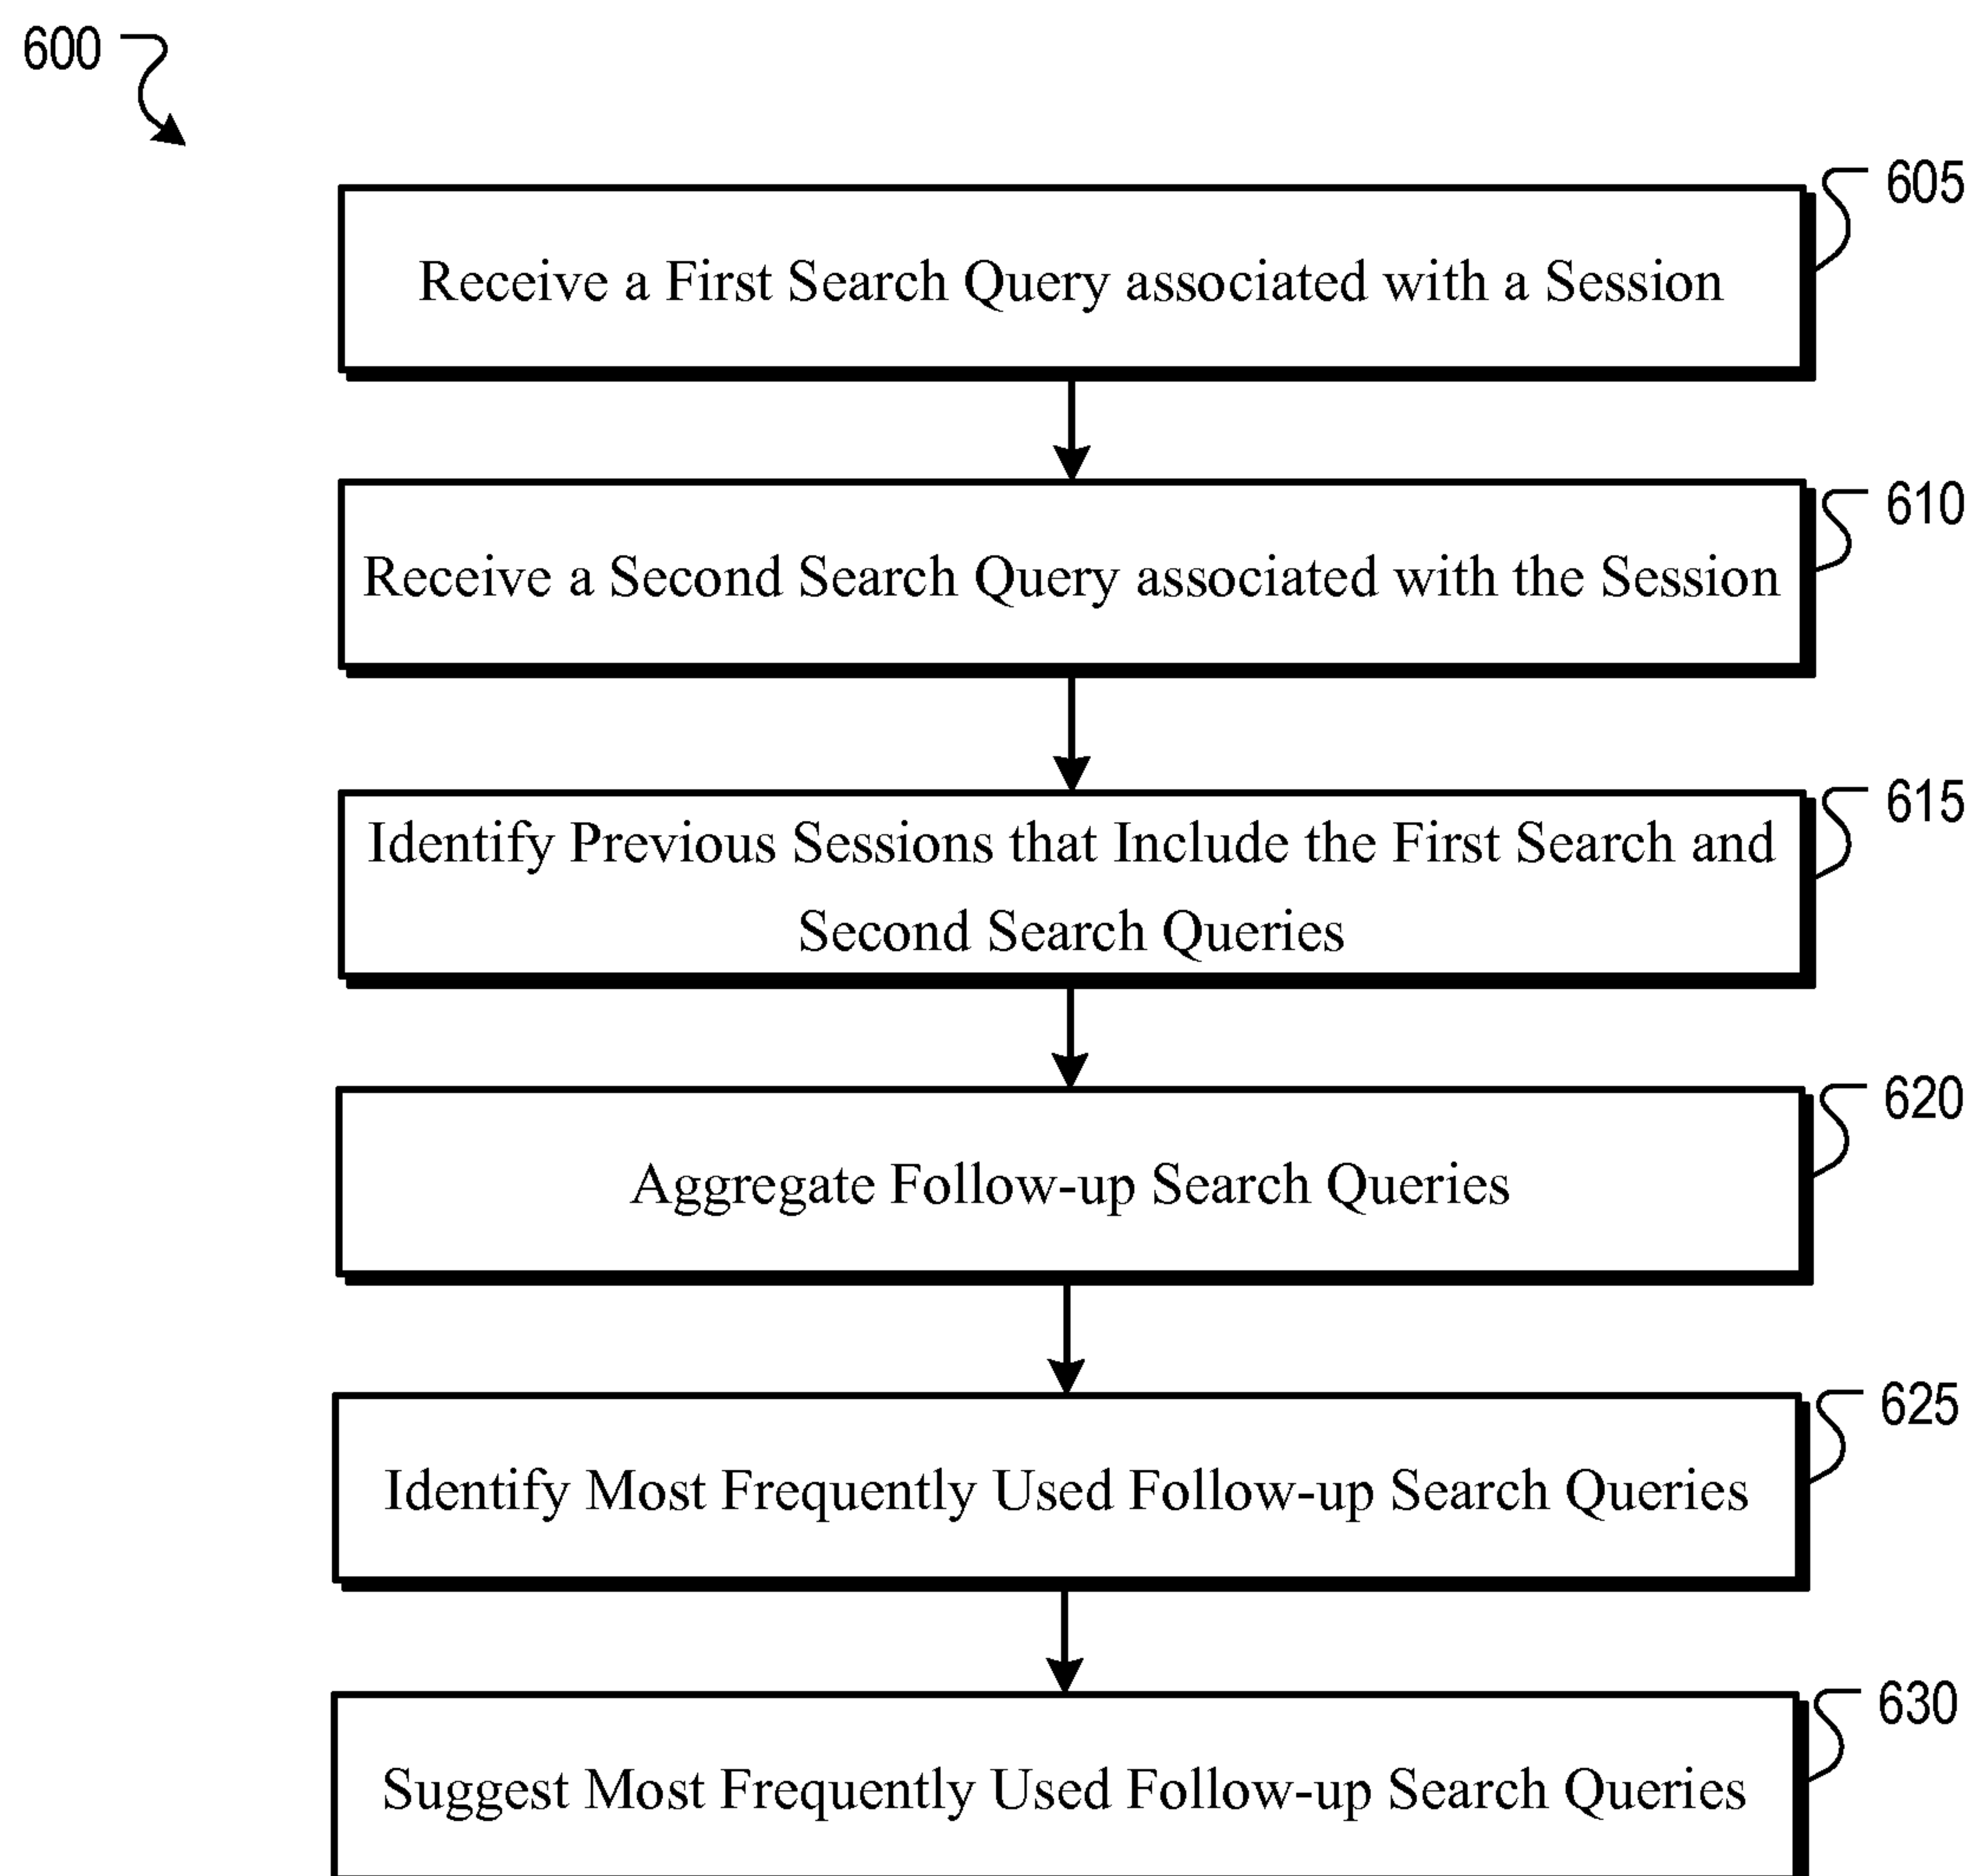 600
605
Receive a First Search Query associated with a Session
610
Receive a Second Search Query associated with the Session
615
Identify Previous Sessions that Include the First Search and
Second Search Queries
620
Aggregate Follow-up Search Queries
625
Identify Most Frequently Used Follow-up Search Queries
630
Suggest Most Frequently Used Follow-up Search Queries